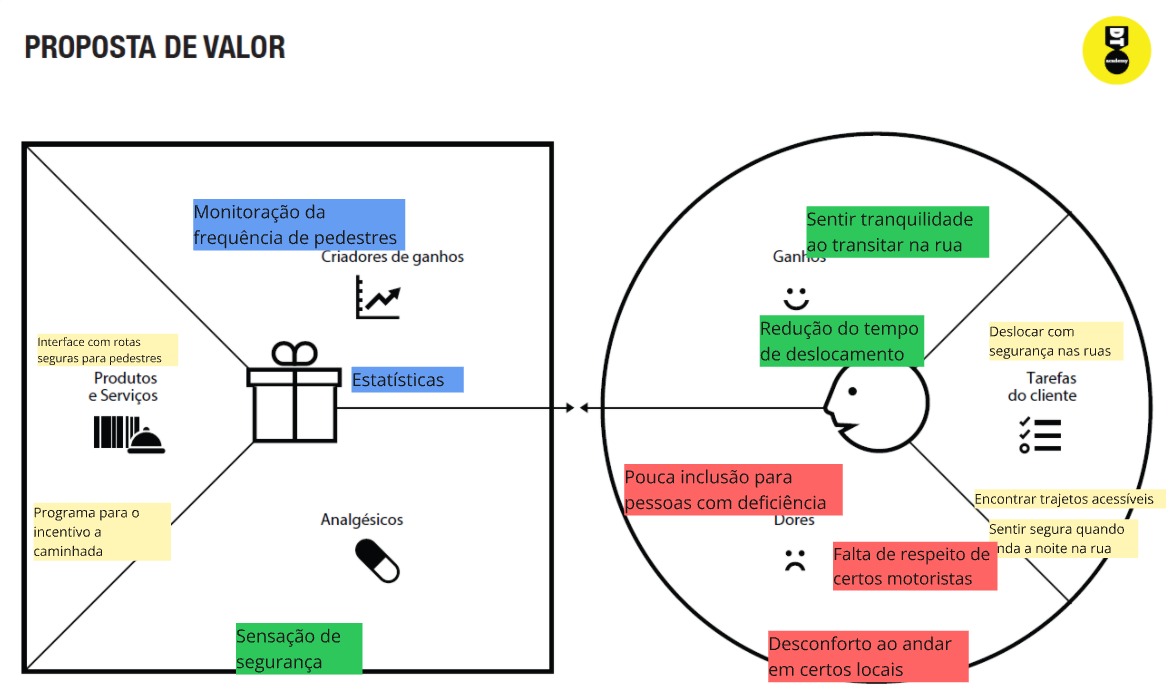 PROPOSTA DE VALOR
DT
academy
Monitoração da
frequência de pedestres
Criadores de ganhos
Interface com rotas
seguras para pedestres
Produtos
e Serviços
Estatísticas
Programa para o
incentivo a
caminhada
Analgésicos
Sensação de
segurança
Sentir tranquilidade
ao transitar na rua
Ganhos
Redução do tempo
de deslocamento
Deslocar com
segurança nas ruas
Tarefas
do cliente
Encontrar trajetos acessíveis
Sentir segura quando
anda a noite na rua
Pouca inclusão para
pessoas com deficiência
Dores
Falta de respeito de
certos motoristas
Desconforto ao andar
em certos locais